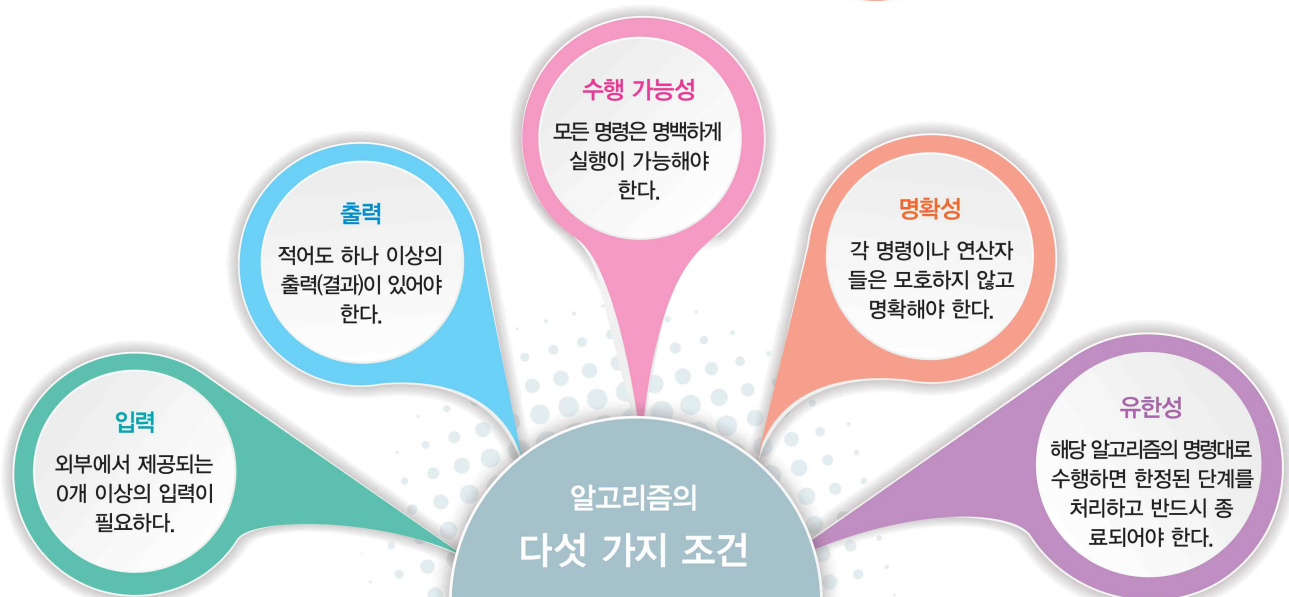 수행 가능성
모든 명령은 명백하게
실행이 가능해야
한다.
출력
적어도 하나 이상의
출력(결과)이 있어야
한다.
명확성
각 명령이나 연산자
들은 모호하지 않고
명확해야 한다.
입력
외부에서 제공되는
0개 이상의 입력이
필요하다.
유한성
해당 알고리즘의 명령대로
수행하면 한정된 단계를
처리하고 반드시 종
료되어야 한다.
알고리즘의
다섯 가지 조건